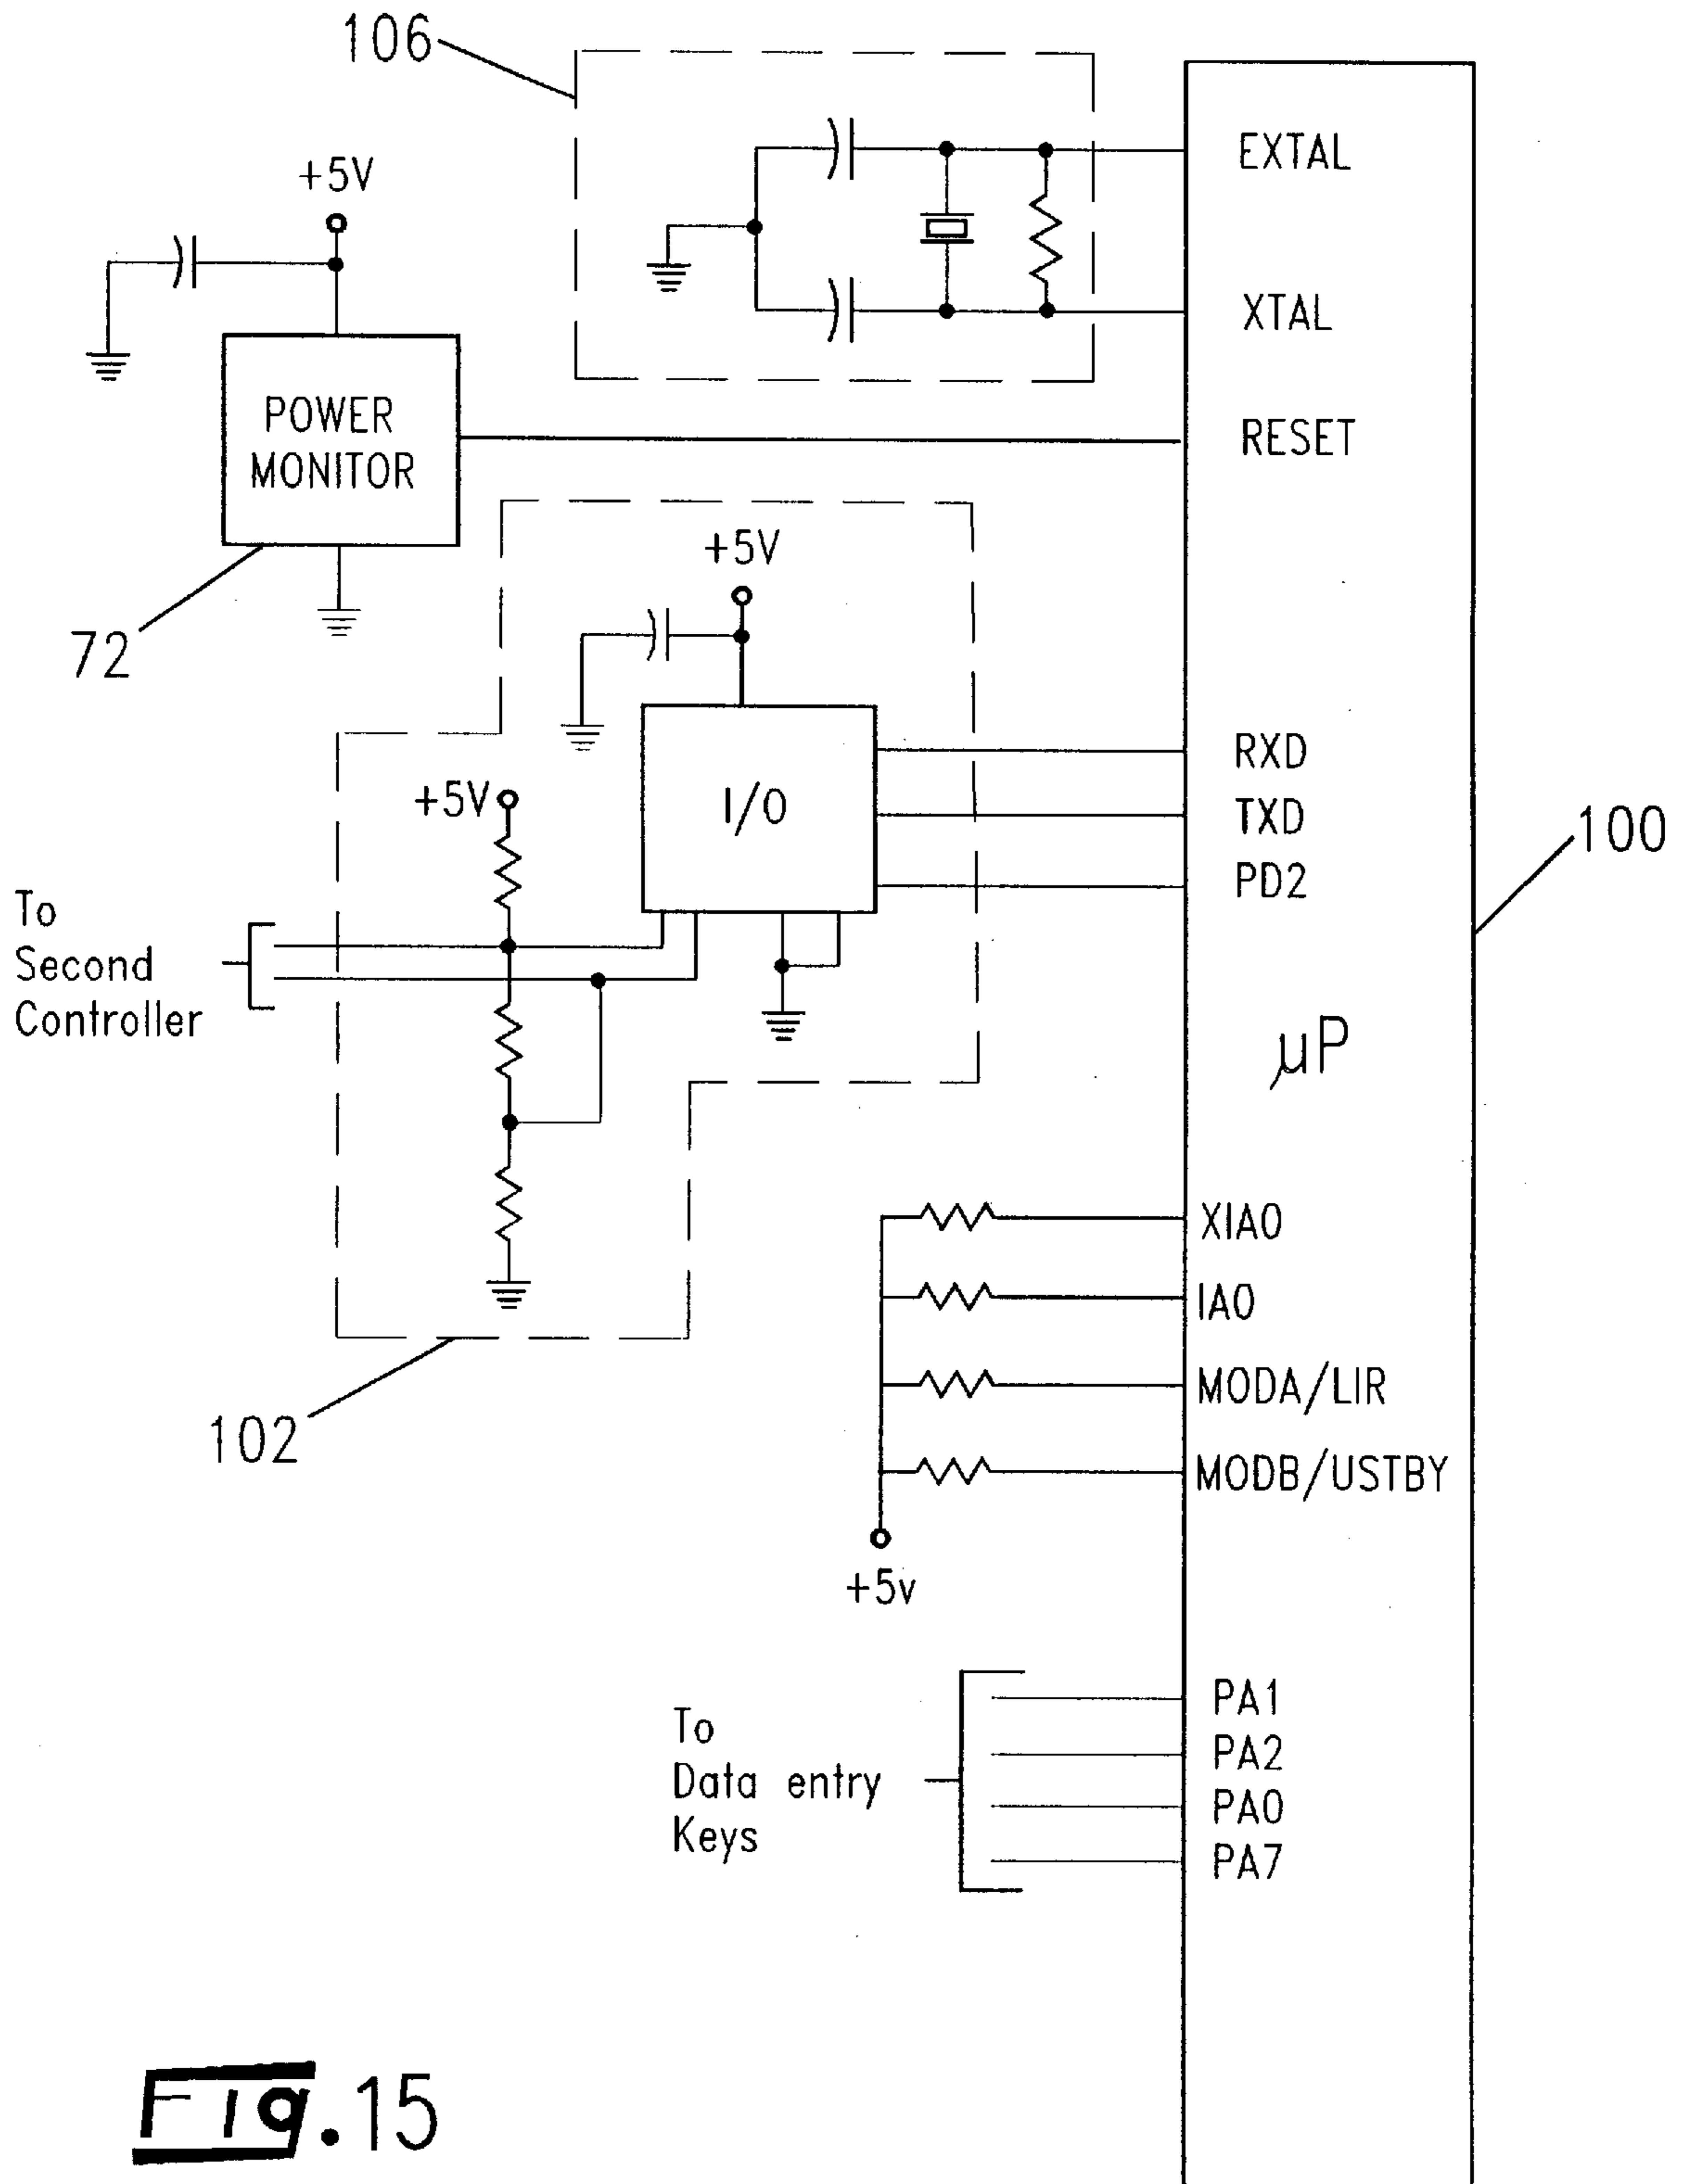 106
+5V
EXTAL
XTAL
POWER
MONITOR
RESET
72
+5V
I/O
RXD
TXD
PD2
+5V
100
To
Second
Controller
µP
102
XIA0
IA0
MODA/LIR
MODB/USTBY
+5v
To
Data entry
Keys
PA1
PA2
PA0
PA7
Fig.15